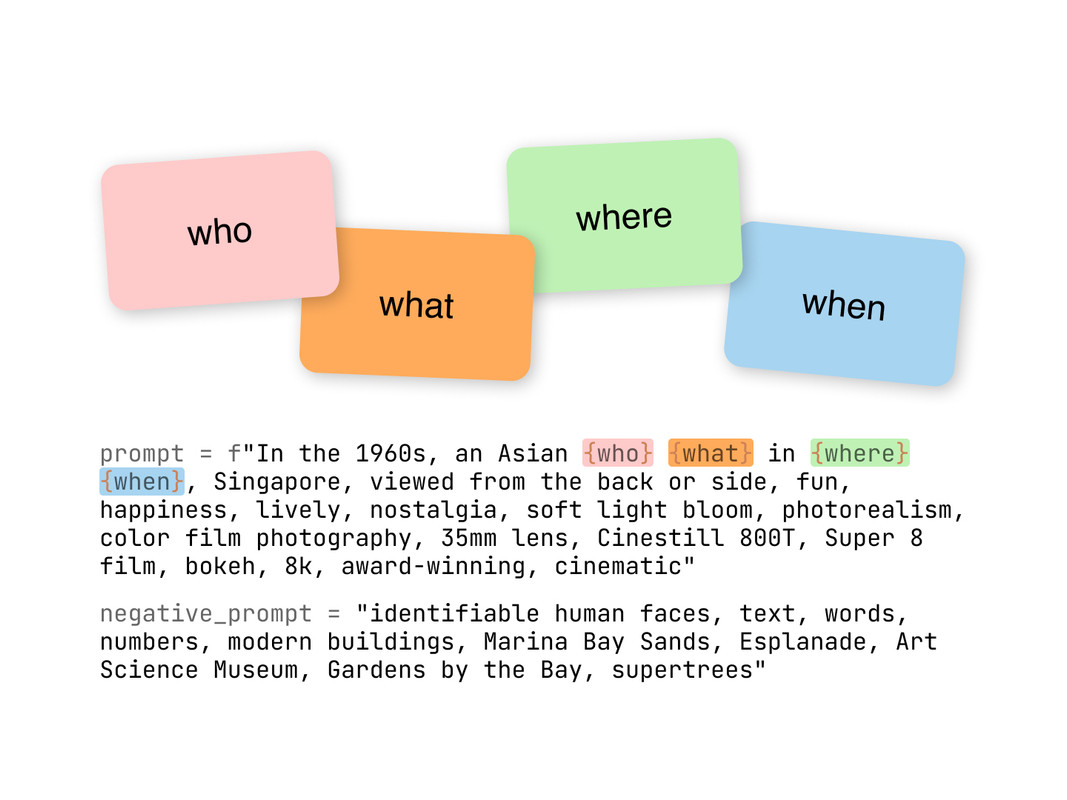 who
what
where
when
prompt = f"In the 1960s, an Asian {who} {what} in {where}
{when}, Singapore, viewed from the back or side, fun,
happiness, lively, nostalgia, soft light bloom, photorealism,
color film photography, 35mm lens, Cinestill 800T, Super 8
film, bokeh, 8k, award-winning, cinematic"
negative_prompt = "identifiable human faces, text, words,
numbers, modern buildings, Marina Bay Sands, Esplanade, Art
Science Museum, Gardens by the Bay, supertrees"